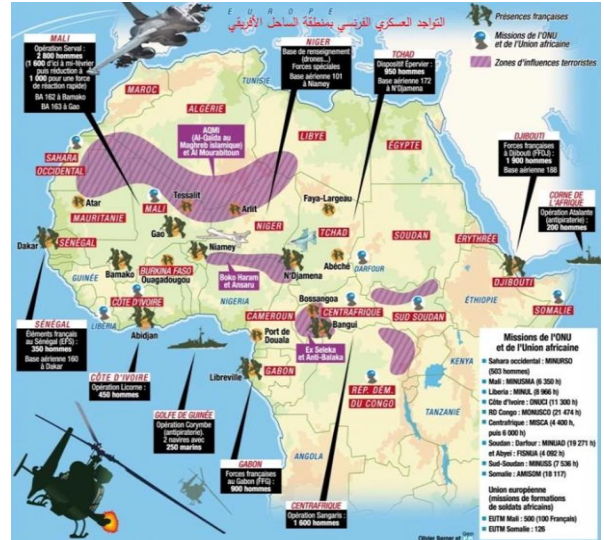 EUROPE
التواجد العسكري الفرنسي بمنطقة الساحل الأفريقي
Présences françaises
Missions de l'ONU
et de l'Union africaine
Zones d'influences terroristes
MALI
Opération Serval :
2 800 hommes
(1 600 d'ici à mi-février
puis réduction à
1 000 pour une force
de réaction rapide)
BA 162 à Bamako
BA 163 à Gao
NIGER
Base de renseignement
(drones...)
Forces spéciales
Base aérienne 101
à Niamey
TCHAD
Dispositif Épervier :
950 hommes
Base aérienne 172
à N'Djamena
DJIBOUTI
Forces françaises
à Djibouti (FFDJ) :
1 900 hommes
Base aérienne 188
CORNE DE
L'AFRIQUE
Opération Atalante
(antipiraterie) :
200 hommes
TUNISIE
MAROC
ALGÉRIE
LIBYE
ÉGYPTE
SAHARA
OCCIDENTAL
AQMI
(Al-Qaïda au
Maghreb islamique)
et Al Mourabitoun
Atar
MAURITANIE
Tessalit
MALI
Arlit
Faya-Largeau
Gao
NIGER
TCHAD
SOUDAN
ÉRYTHRÉE
Dakar
SÉNÉGAL
Niamey
Bamako
BURKINA FASO
Ouagadougou
Boko Haram
et Ansaru
N'Djamena
Abéché
DARFOUR
DJIBOUTI
GUINÉE
NIGERIA
Bossangoa
ÉTHIOPIE
CÔTE D'IVOIRE
CAMEROUN
CENTRAFRIQUE
SUD SOUDAN
SOMALIE
LIBERIA
Abidjan
Port de
Douala
Bangui
Ex Seleka
et Anti-Balaka
Libreville
GABON
RÉP. DÉM.
DU CONGO
KENYA
TANZANIE
ANGOLA
SÉNÉGAL
Éléments français
au Sénégal (EFS) :
350 hommes
Base aérienne 160
à Dakar
CÔTE D'IVOIRE
Opération Licorne :
450 hommes
GOLFE DE GUINÉE
Opération Corymbe
(antipiraterie).
2 navires avec
250 marins
GABON
Forces françaises
au Gabon (FFG) :
900 hommes
CENTRAFRIQUE
Opération Sangaris :
1 600 hommes
Missions de l'ONU
et de l'Union africaine
Sahara occidental : MINURSO
(503 hommes)
Mali : MINUSMA (6 350 h)
Liberia : MINUL (8 966 h)
Côte d'Ivoire : ONUCI (11 300 h)
RD Congo : MONUSCO (21 474 h)
Centrafrique : MISCA (4 400 h,
puis 6 000 h)
Soudan : Darfour : MINUAD (19 271 h)
et Abyei : FISNUA (4 092 h)
Sud-Soudan : MINUSS (7 536 h)
Somalie : AMISOM (18 117)
Union européenne
(missions de formations
de soldats africains)
EUTM Mali : 500 (100 Français)
EUTM Somalie : 126